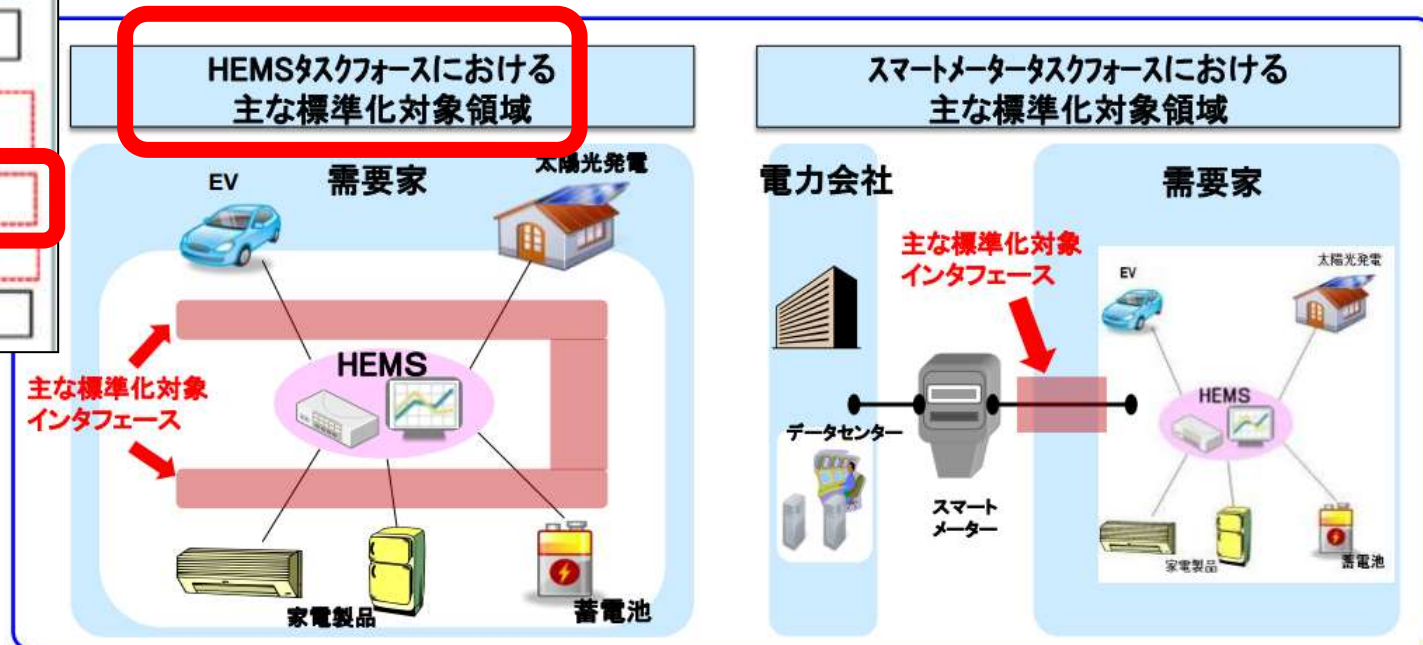 HEMSタスクフォースにおける
主な標準化対象領域
EV
需要家
太陽光発電
主な標準化対象
インタフェース
HEMS
家電製品
蓄電池
スマートメータータスクフォースにおける
主な標準化対象領域
電力会社
需要家
主な標準化対象
インタフェース
データセンター
スマート
メーター
EV
太陽光発電
HEMS
家電製品
蓄電池